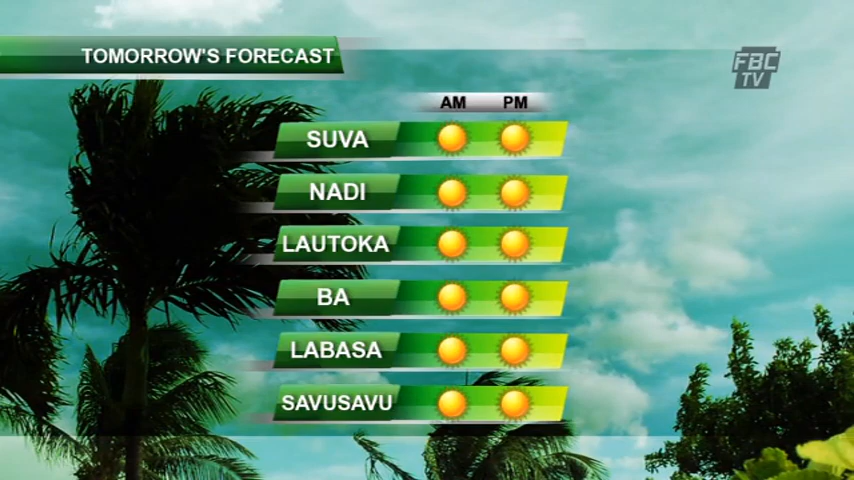 TOMORROW'S FORECAST
FBC
TV
AM PM
SUVA
NADI
LAUTOKA
BA
LABASA
SAVUSAVU